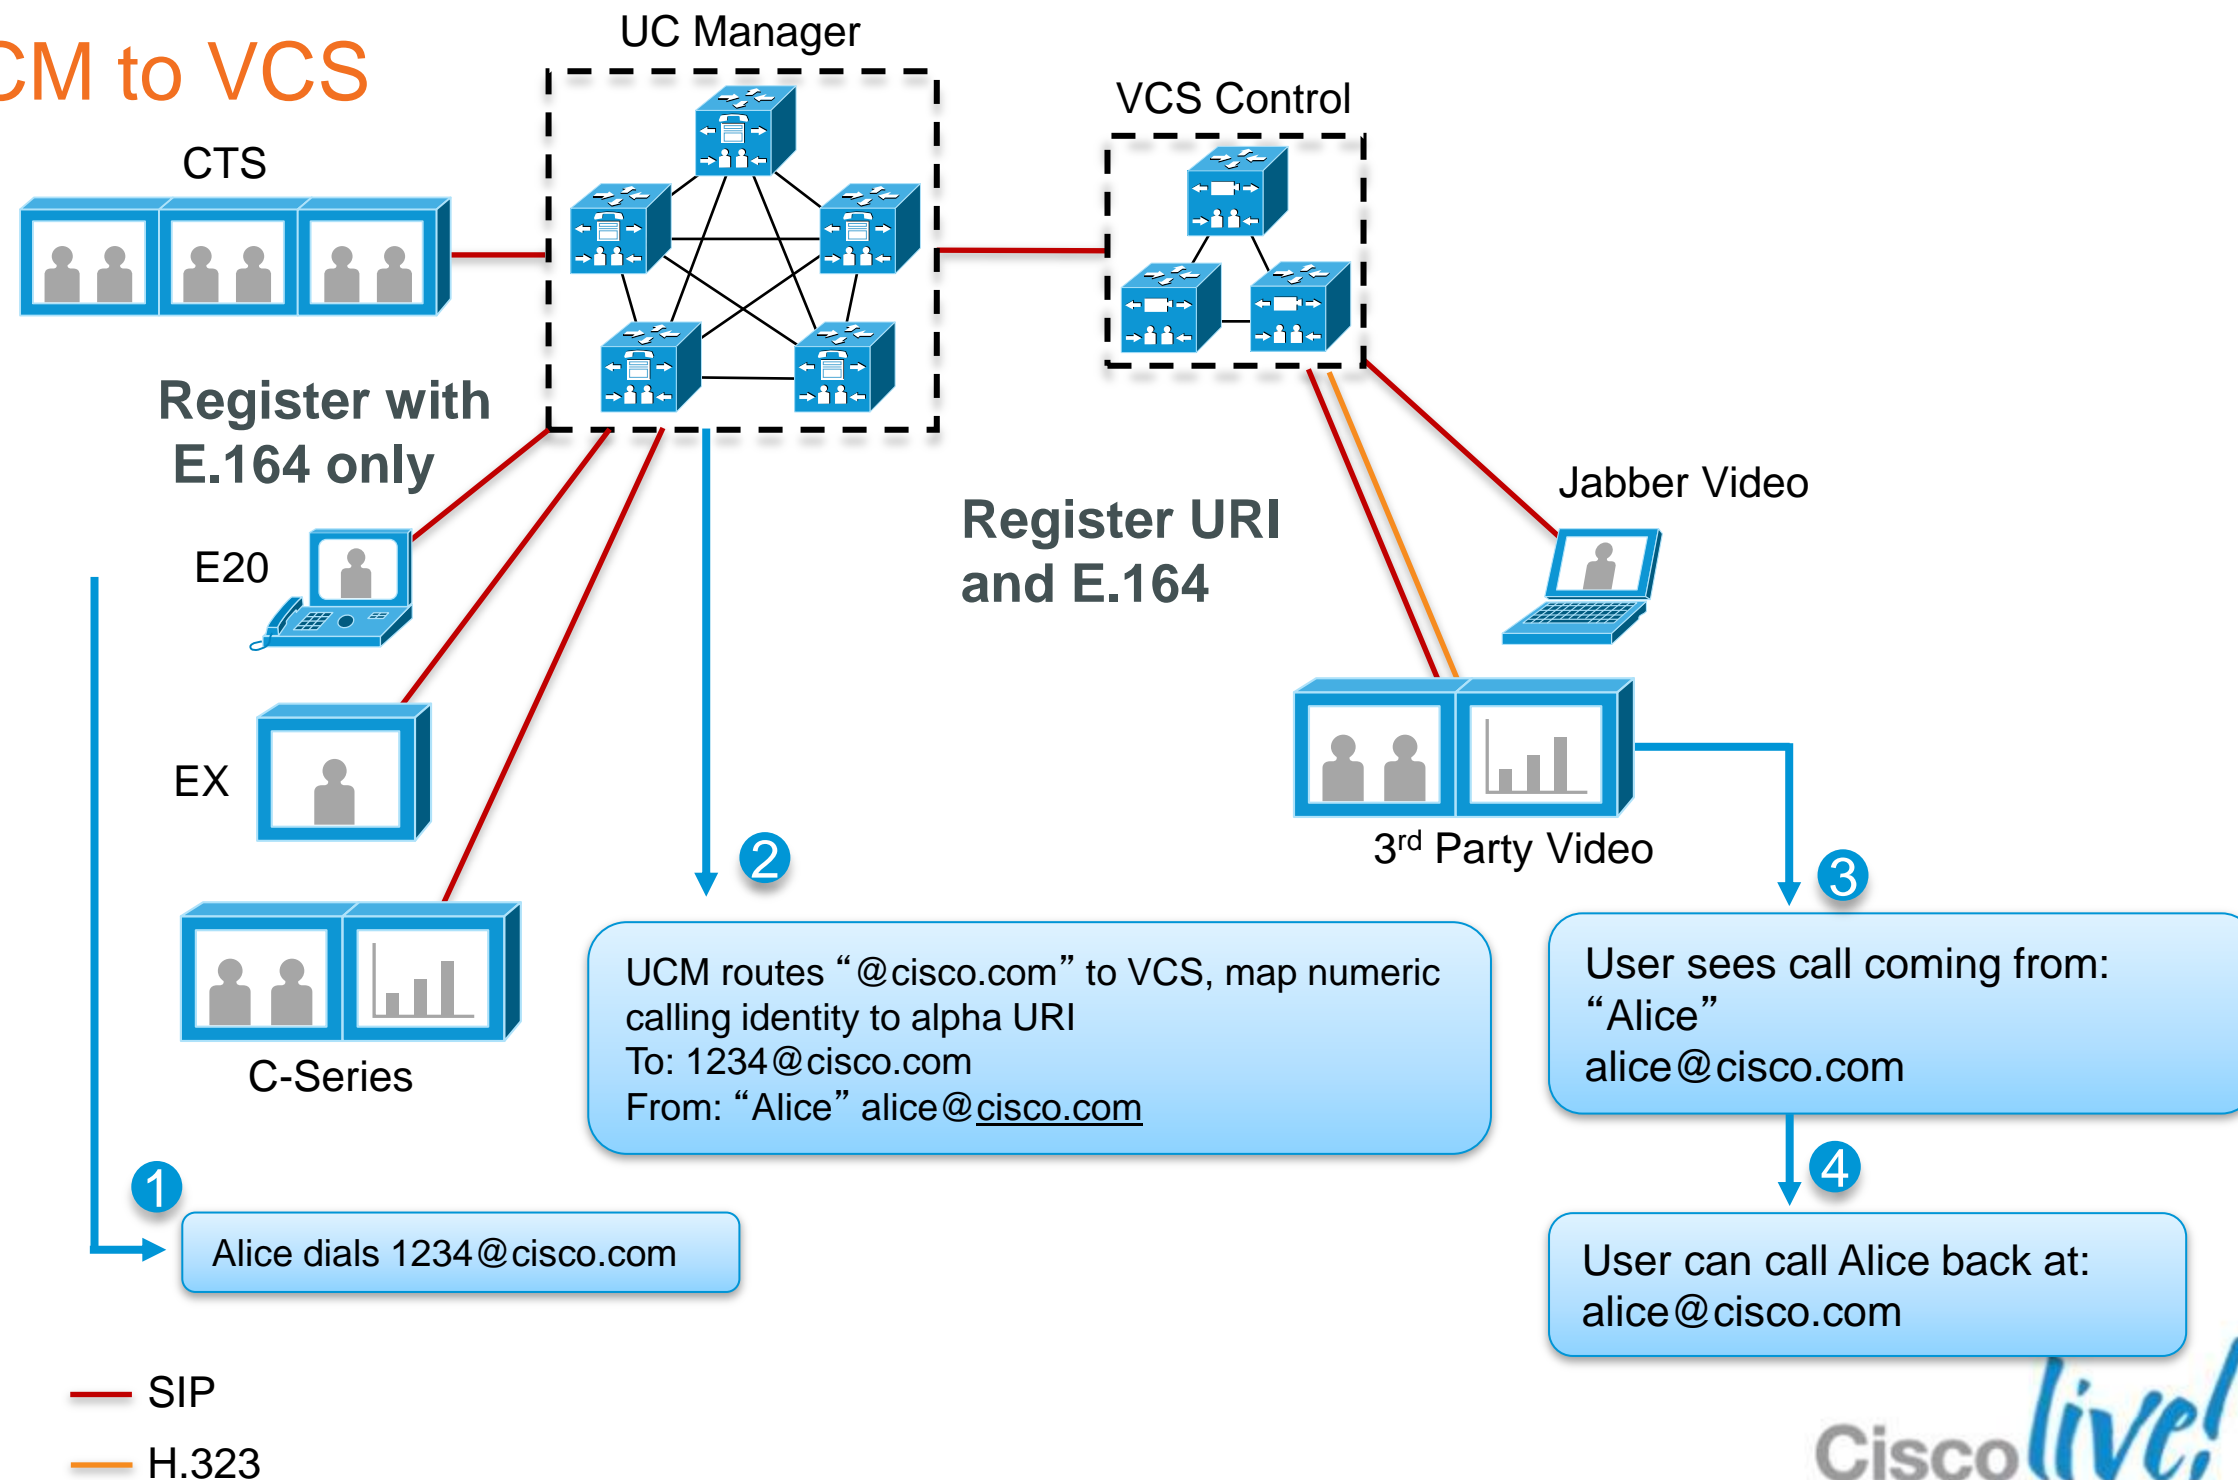 CM to VCS
UC Manager
VCS Control
CTS
Register with
E.164 only
Jabber Video
Register URI
and E.164
E20
EX
3rd Party Video
2
3
UCM routes “@cisco.com” to VCS, map numeric
calling identity to alpha URI
To: 1234@cisco.com
From: “Alice” alice@cisco.com
User sees call coming from:
“Alice”
alice@cisco.com
C-Series
1
4
Alice dials 1234@cisco.com
User can call Alice back at:
alice@cisco.com
SIP
H.323
Cisco live!